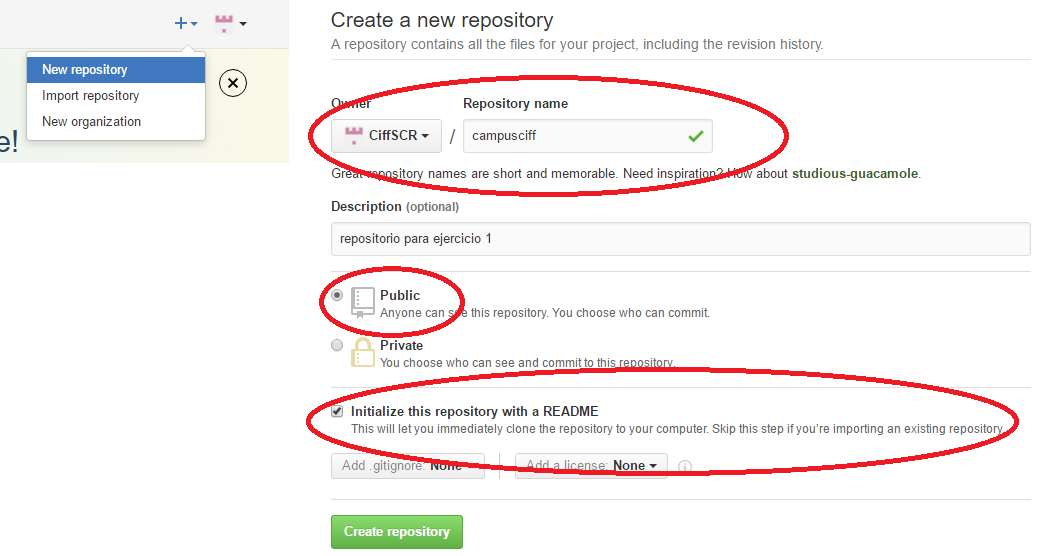 New repository
Import repository
New organization
e!
Create a new repository
A repository contains all the files for your project, including the revision history.
Owner Repository name
CiffSCR / campusciff
Great repository names are short and memorable. Need inspiration? How about studious-guacamole.
Description (optional)
repositorio para ejercicio 1
Public
Anyone can see this repository. You choose who can commit.
Private
You choose who can see and commit to this repository.
Initialize this repository with a README
This will let you immediately clone the repository to your computer. Skip this step if you're importing an existing repository.
Add .gitignore: None Add a license: None
Create repository